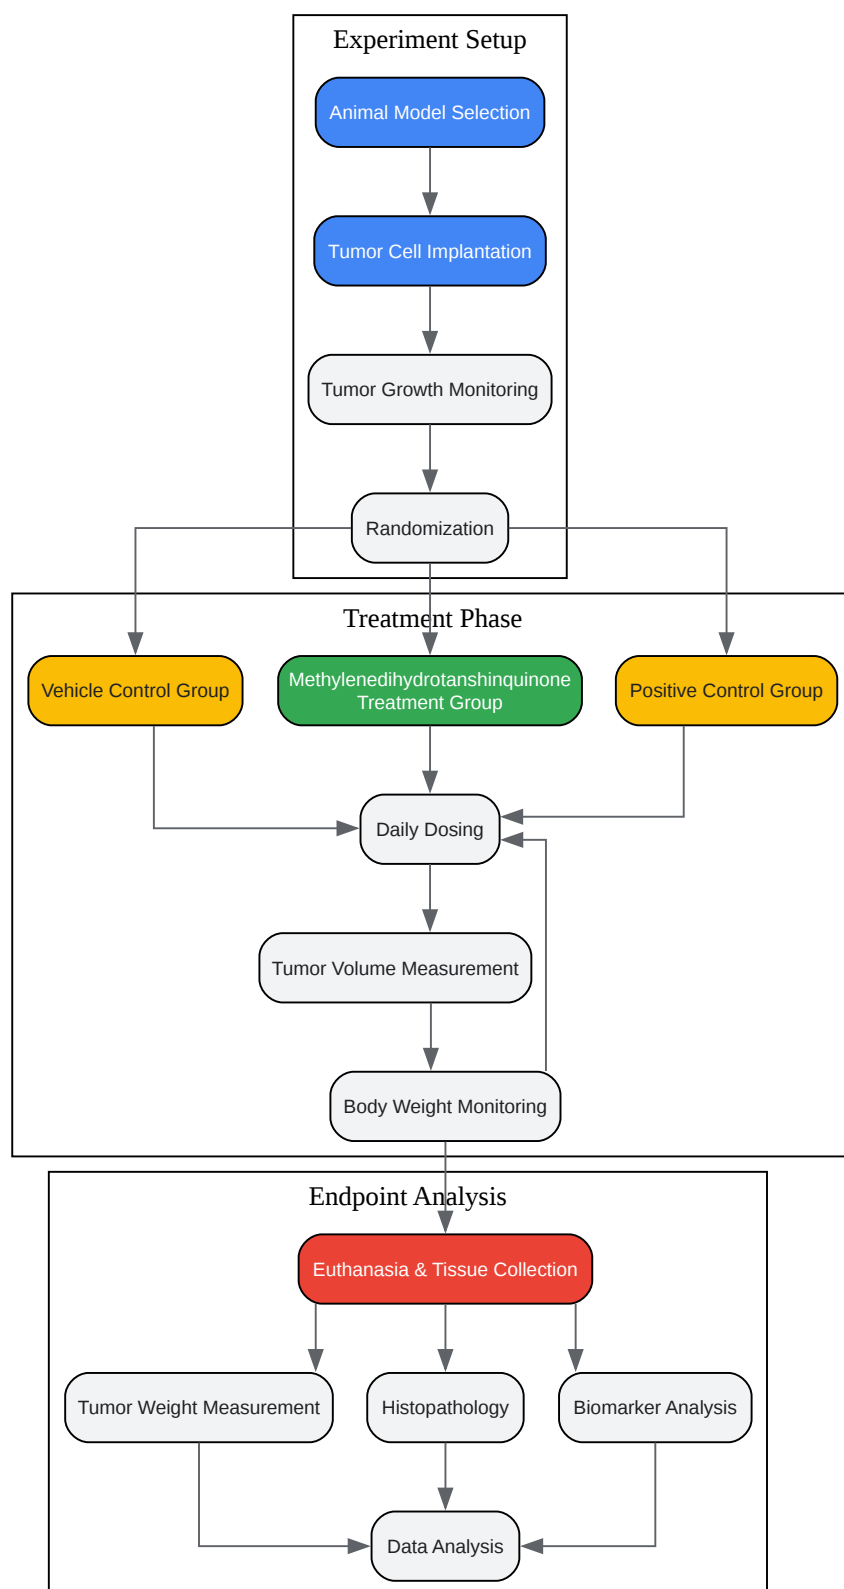 Experiment Setup
Animal Model Selection
Tumor Cell Implantation
Tumor Growth Monitoring
Randomization
Treatment Phase
Vehicle Control Group
Methylenedihydrotanshinquinone
Treatment Group
Positive Control Group
Daily Dosing
Tumor Volume Measurement
Body Weight Monitoring
Endpoint Analysis
Euthanasia & Tissue Collection
Tumor Weight Measurement
Histopathology
Biomarker Analysis
Data Analysis